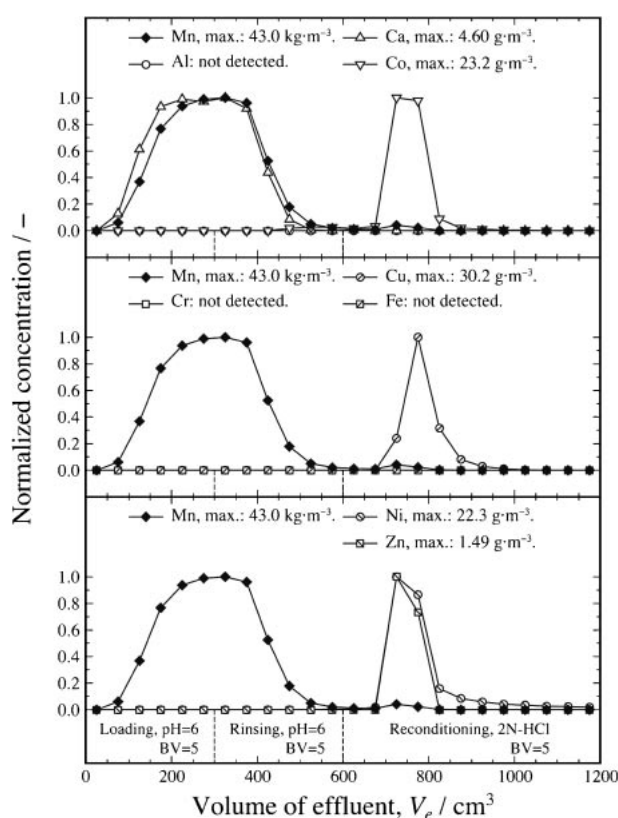 Mn, max.: 43.0 kg·m⁻³. Ca, max.: 4.60 g·m⁻³.
Al: not detected. Co, max.: 23.2 g·m⁻³.
1.0
0.8
0.6
0.4
0.2
0.0
Mn, max.: 43.0 kg·m⁻³. Cu, max.: 30.2 g·m⁻³.
Cr: not detected. Fe: not detected.
1.0
0.8
0.6
0.4
0.2
0.0
Normalized concentration / −
Mn, max.: 43.0 kg·m⁻³. Ni, max.: 22.3 g·m⁻³.
Zn, max.: 1.49 g·m⁻³.
1.0
0.8
0.6
0.4
0.2
0.0
Loading, pH=6 Rinsing, pH=6 Reconditioning, 2N-HCl
BV=5 BV=5 BV=5
0 200 400 600 800 1000 1200
Volume of effluent, Vₑ / cm³